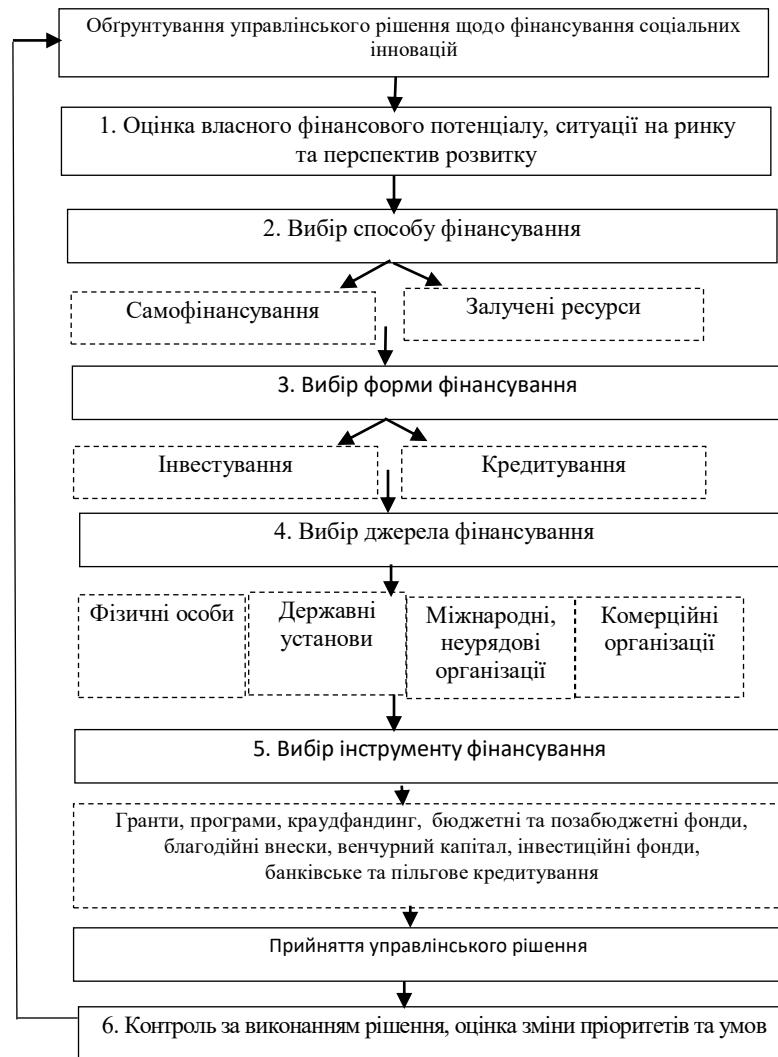 Обґрунтування управлінського рішення щодо фінансування соціальних
інновацій
1. Оцінка власного фінансового потенціалу, ситуації на ринку
та перспектив розвитку
2. Вибір способу фінансування
Самофінансування
Залучені ресурси
3. Вибір форми фінансування
Інвестування
Кредитування
4. Вибір джерела фінансування
Фізичні особи
Державні
установи
Міжнародні,
неурядові
організації
Комерційні
організації
5. Вибір інструменту фінансування
Гранти, програми, краудфандинг, бюджетні та позабюджетні фонди,
благодійні внески, венчурний капітал, інвестиційні фонди,
банківське та пільгове кредитування
Прийняття управлінського рішення
6. Контроль за виконанням рішення, оцінка зміни пріоритетів та умов